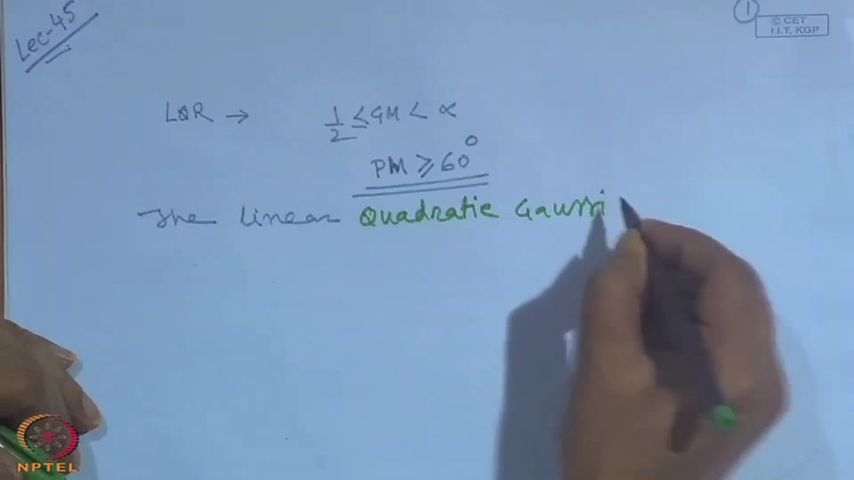 Lec-45
1
© CET
I.I.T. KGP
LQR → 1/2 ≤ GM < ∝
PM ≥ 60°
The Linear Quadratic Gaussi
NPTEL